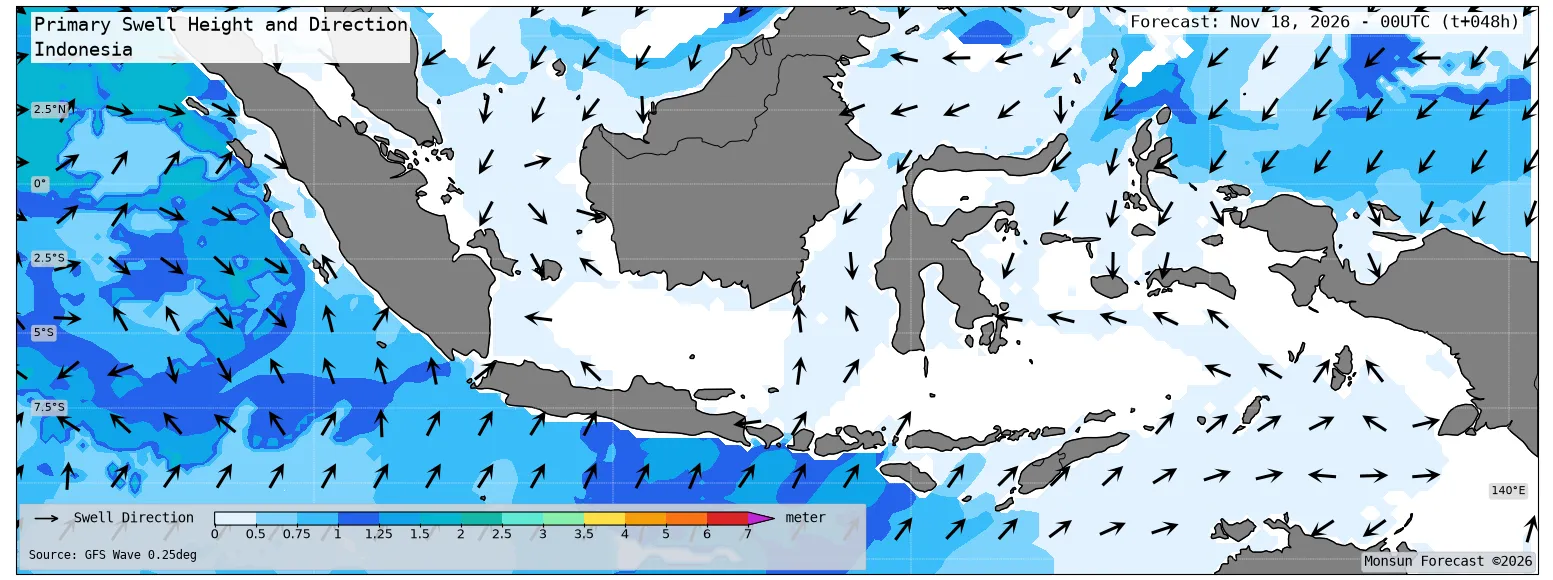 Primary Swell Height and Direction
Indonesia
Forecast: Nov 18, 2026 - 00UTC (t+048h)
2.5°N
0°
2.5°S
5°S
7.5°S
140°E
Swell Direction
0 0.5 0.75 1 1.25 1.5 2 2.5 3 3.5 4 5 6 7
meter
Source: GFS Wave 0.25deg
Monsun Forecast ©2026